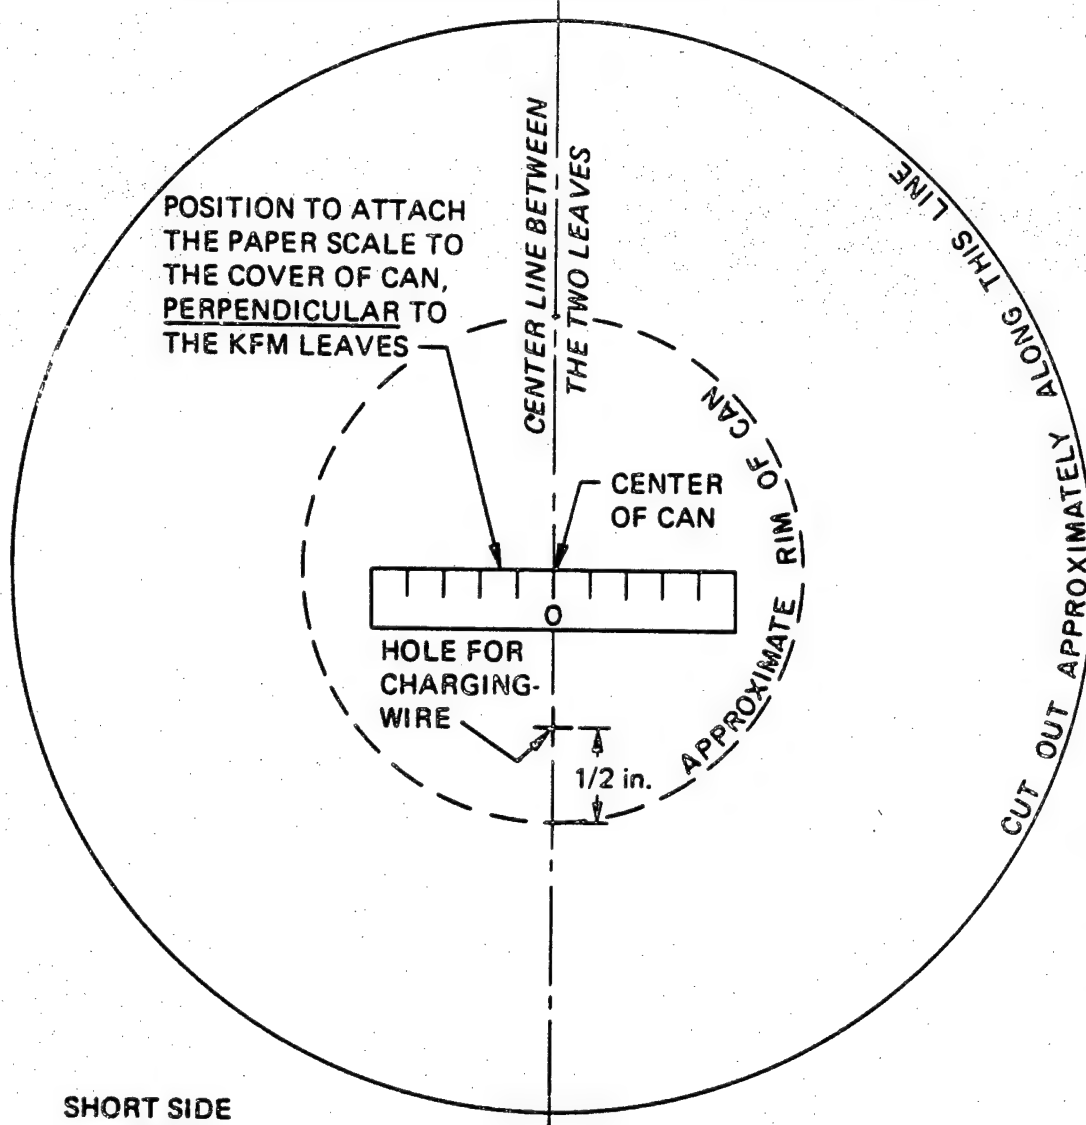 CENTER LINE BETWEEN
THE TWO LEAVES
POSITION TO ATTACH
THE PAPER SCALE TO
THE COVER OF CAN,
PERPENDICULAR TO
THE KFM LEAVES
CUT OUT APPROXIMATELY ALONG THIS LINE
APPROXIMATE RIM OF CAN
CENTER
OF CAN
0
HOLE FOR
CHARGING-
WIRE
1/2 in.
SHORT SIDE